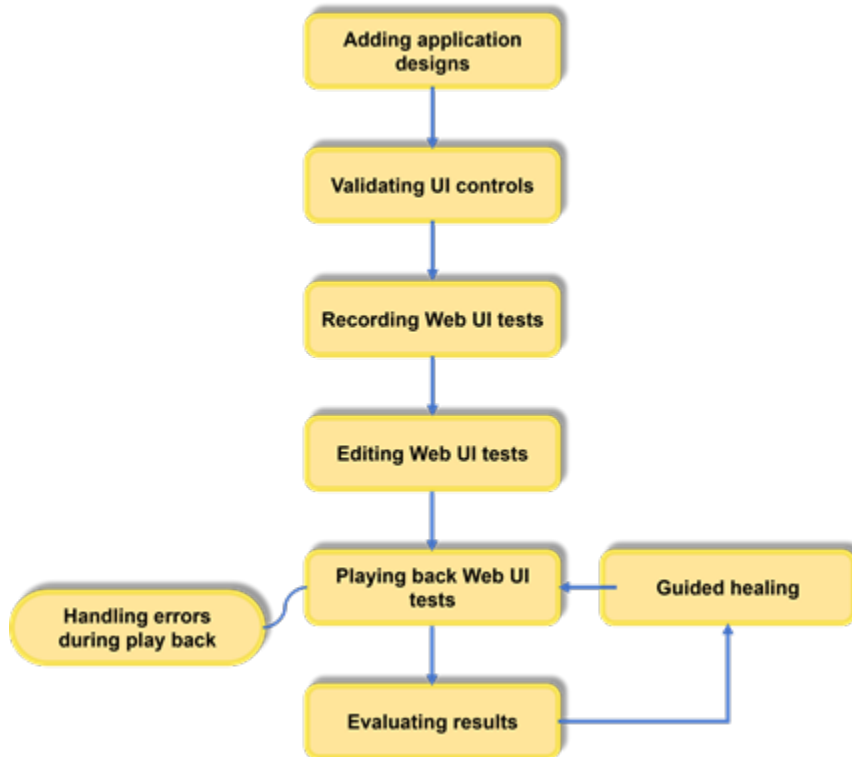 Adding application
designs
Validating UI controls
Recording Web UI tests
Editing Web UI tests
Playing back Web UI
tests
Guided healing
Handling errors
during play back
Evaluating results